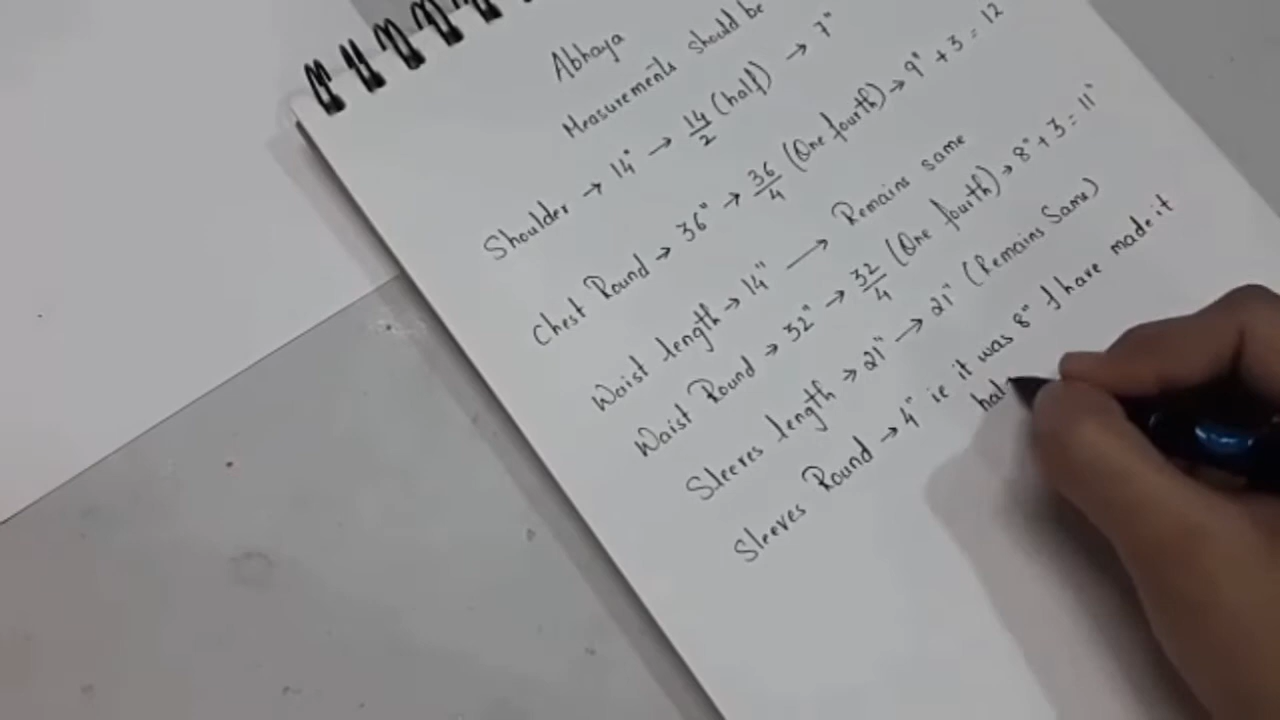 Abhaya
Measurements should be
Shoulder → 14" → 14/2 (half) → 7"
Chest Round → 36" → 36/4 (One fourth) → 9" + 3 = 12
Waist length → 14" → Remains same
Waist Round → 32" → 32/4 (One fourth) → 8" + 3 = 11"
Sleeves length → 21" → 21" (Remains Same)
Sleeves Round → 4" ie it was 8" I have made it
hal